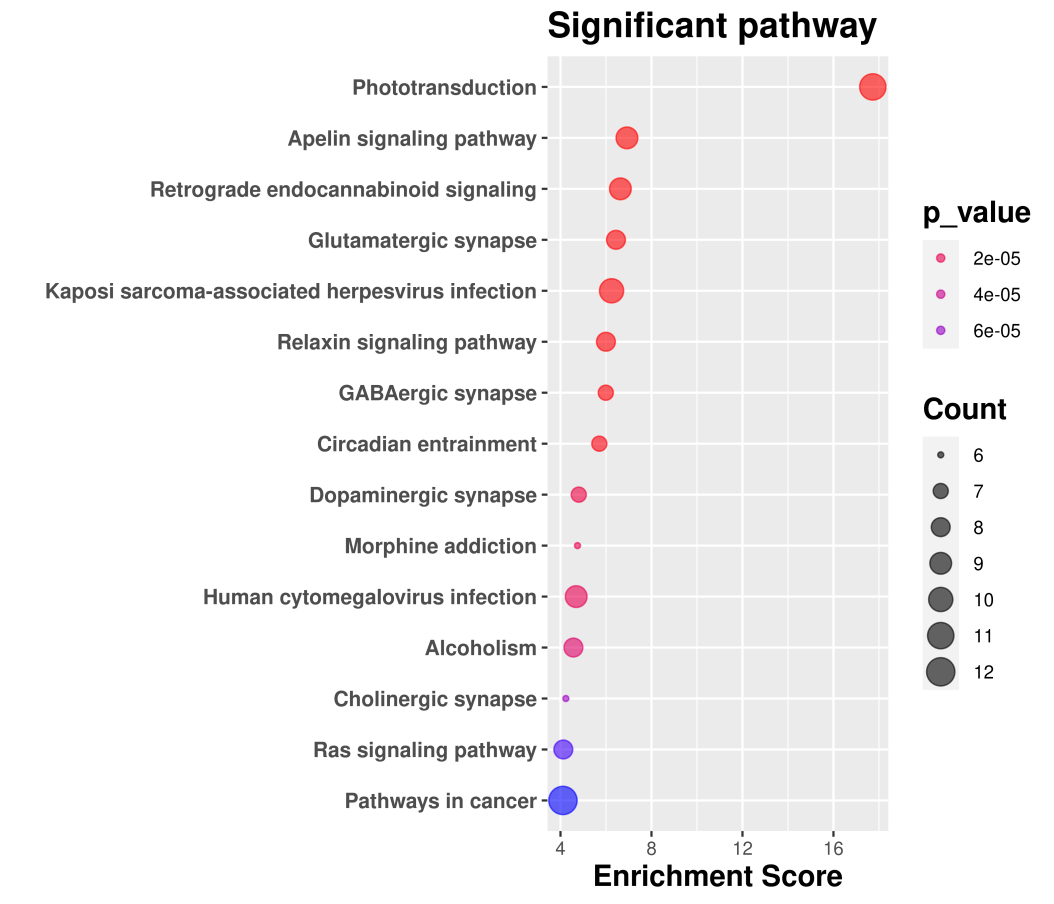 Significant pathway
Phototransduction
Apelin signaling pathway
Retrograde endocannabinoid signaling
Glutamatergic synapse
Kaposi sarcoma-associated herpesvirus infection
Relaxin signaling pathway
GABAergic synapse
Circadian entrainment
Dopaminergic synapse
Morphine addiction
Human cytomegalovirus infection
Alcoholism
Cholinergic synapse
Ras signaling pathway
Pathways in cancer
4 8 12 16
Enrichment Score
p_value
2e-05
4e-05
6e-05
Count
6
7
8
9
10
11
12